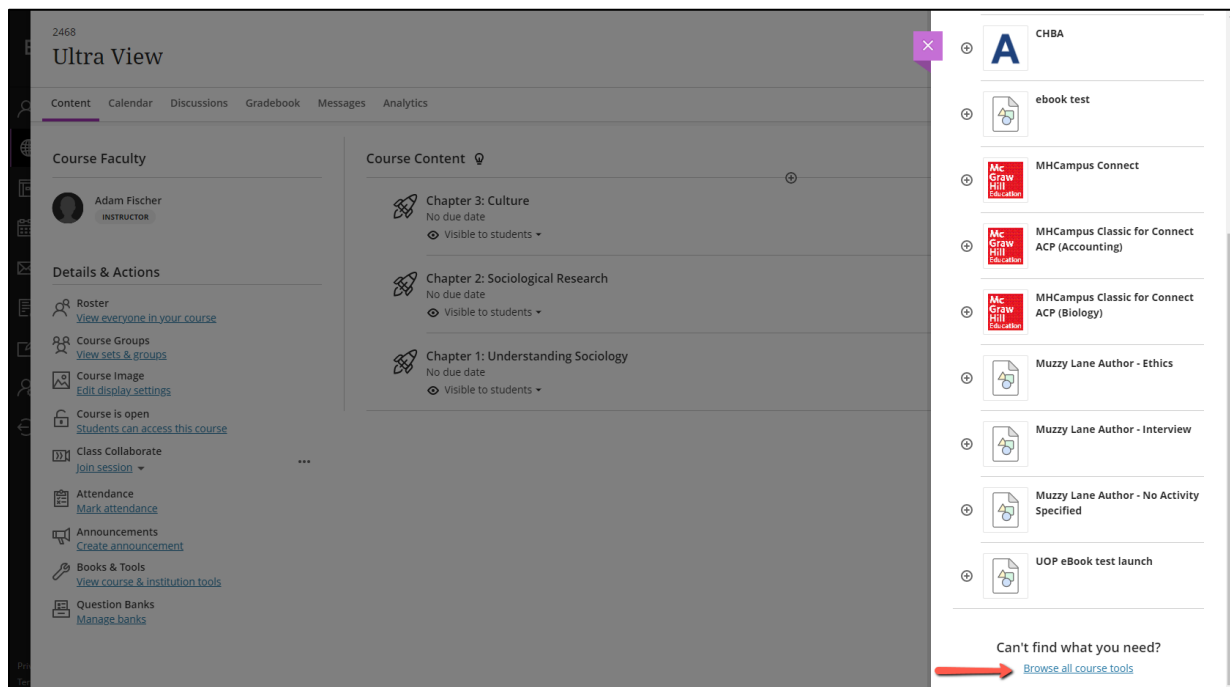 2468
Ultra View
Content Calendar Discussions Gradebook Messages Analytics
Course Faculty
Adam Fischer
INSTRUCTOR
Details & Actions
Roster
View everyone in your course
Course Groups
View sets & groups
Course Image
Edit display settings
Course is open
Students can access this course
Class Collaborate
Join session
Attendance
Mark attendance
Announcements
Create announcement
Books & Tools
View course & institution tools
Question Banks
Manage banks
Course Content
Chapter 3: Culture
No due date
Visible to students
Chapter 2: Sociological Research
No due date
Visible to students
Chapter 1: Understanding Sociology
No due date
Visible to students
A
CHBA
ebook test
Mc
Graw
Hill
Education
MHCampus Connect
Mc
Graw
Hill
Education
MHCampus Classic for Connect
ACP (Accounting)
Mc
Graw
Hill
Education
MHCampus Classic for Connect
ACP (Biology)
Muzzy Lane Author - Ethics
Muzzy Lane Author - Interview
Muzzy Lane Author - No Activity
Specified
UOP eBook test launch
Can't find what you need?
Browse all course tools